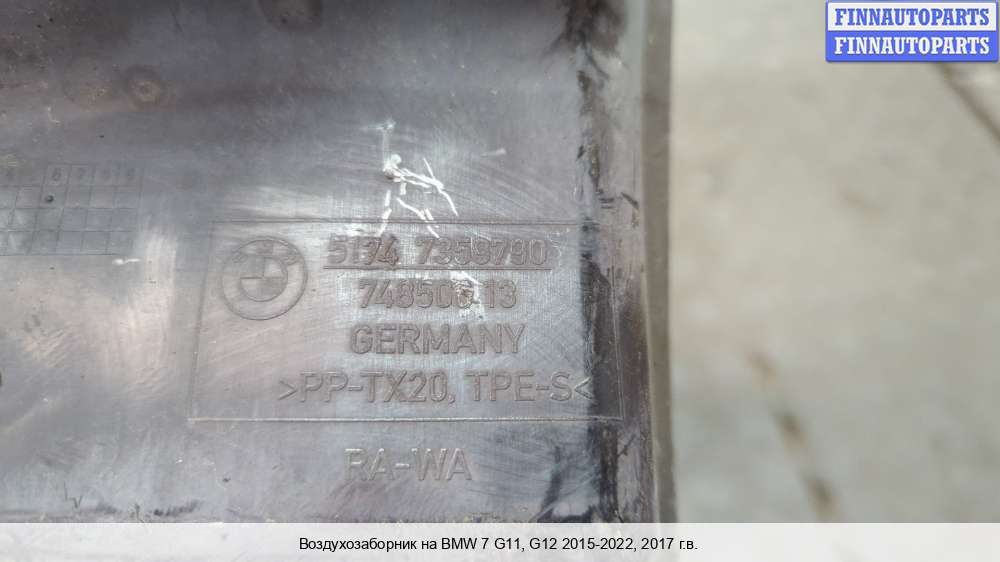 FINNAUTOPARTS
FINNAUTOPARTS
5174 7359790
748506.13
GERMANY
>PP-TX20, TPE-S<
RA-WA
Воздухозаборник на BMW 7 G11, G12 2015-2022, 2017 г.в.